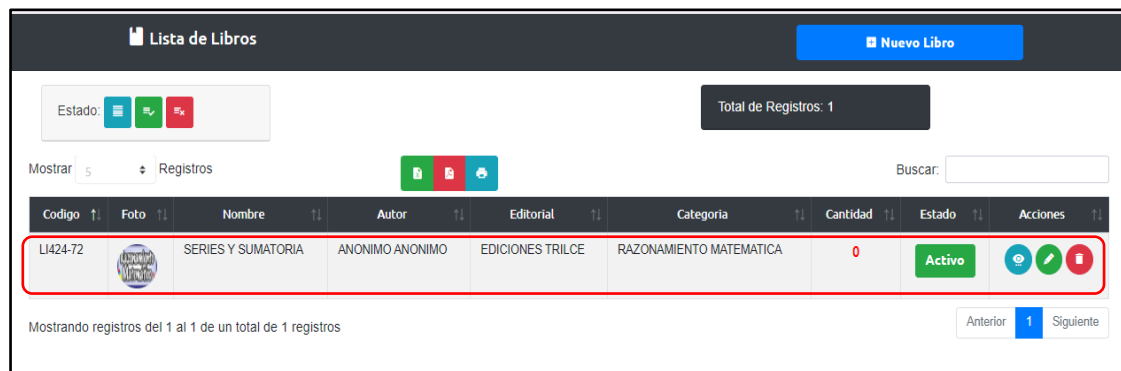 Lista de Libros
Nuevo Libro
Estado:
Total de Registros: 1
Mostrar 5 Registros
Buscar:
Codigo Foto Nombre Autor Editorial Categoria Cantidad Estado Acciones
LI424-72 SERIES Y SUMATORIA ANONIMO ANONIMO EDICIONES TRILCE RAZONAMIENTO MATEMATICA 0 Activo
Mostrando registros del 1 al 1 de un total de 1 registros
Anterior 1 Siguiente